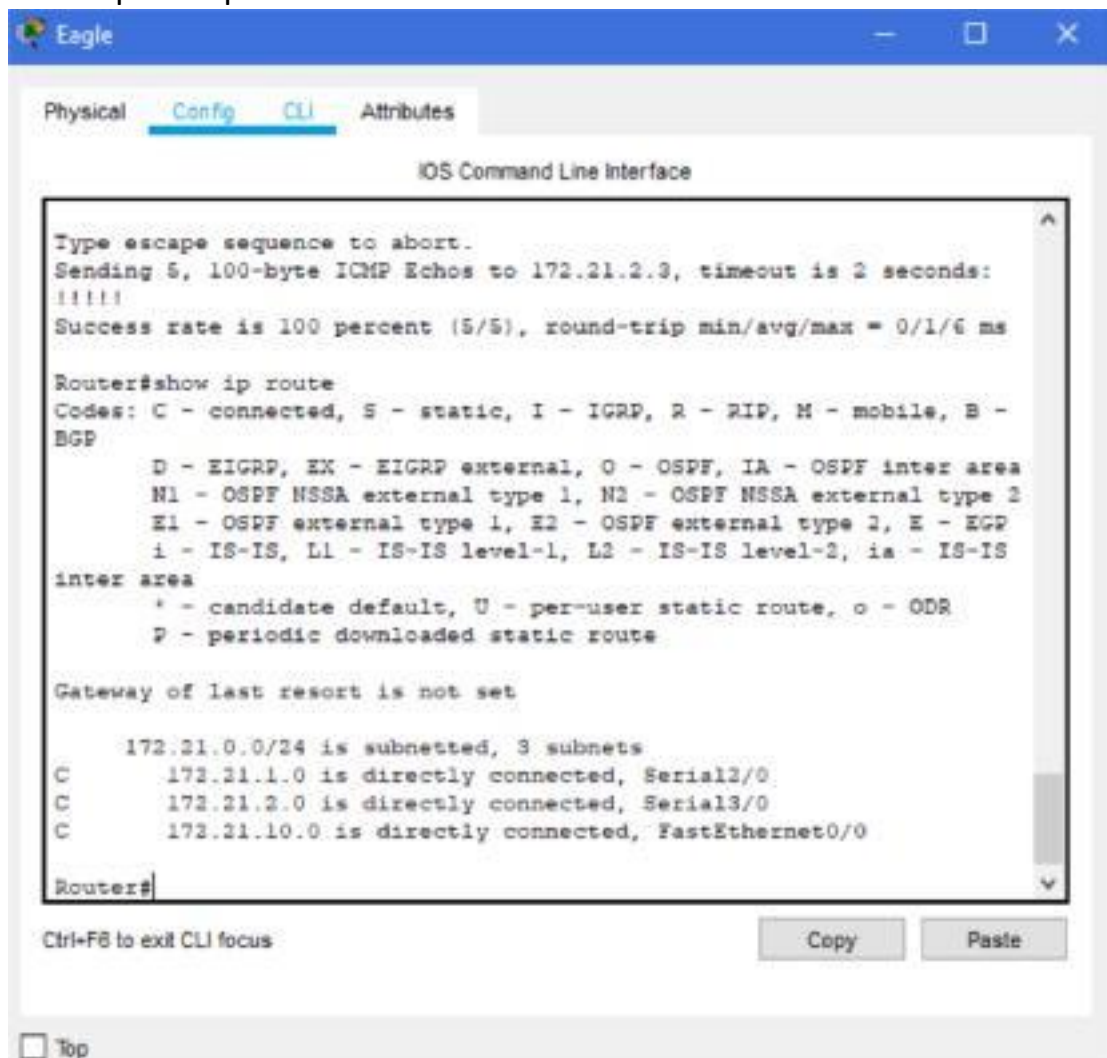 Eagle
Physical Config CLI Attributes
IOS Command Line Interface
Type escape sequence to abort.
Sending 5, 100-byte ICMP Echos to 172.21.2.3, timeout is 2 seconds:
!!!!!
Success rate is 100 percent (5/5), round-trip min/avg/max = 0/1/6 ms
Router#show ip route
Codes: C - connected, S - static, I - IGRP, R - RIP, M - mobile, B -
BGP
D - EIGRP, EX - EIGRP external, O - OSPF, IA - OSPF inter area
N1 - OSPF NSSA external type 1, N2 - OSPF NSSA external type 2
E1 - OSPF external type 1, E2 - OSPF external type 2, E - EGP
i - IS-IS, L1 - IS-IS level-1, L2 - IS-IS level-2, ia - IS-IS
inter area
* - candidate default, U - per-user static route, o - ODR
P - periodic downloaded static route
Gateway of last resort is not set
172.21.0.0/24 is subnetted, 3 subnets
C 172.21.1.0 is directly connected, Serial2/0
C 172.21.2.0 is directly connected, Serial3/0
C 172.21.10.0 is directly connected, FastEthernet0/0
Router#
Ctrl+F6 to exit CLI focus
Copy Paste
Top